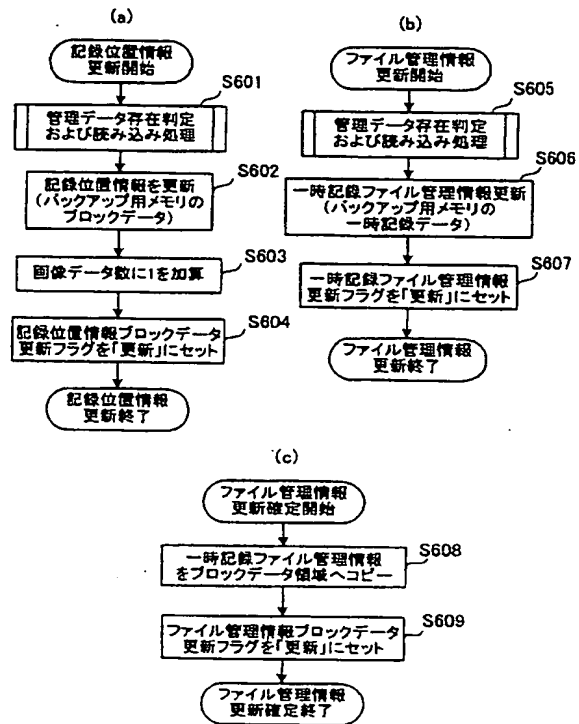 (a)
記録位置情報
更新開始
S601
管理データ存在判定
および読み込み処理
S602
記録位置情報を更新
(バックアップ用メモリの
ブロックデータ)
S603
画像データ数に1を加算
S604
記録位置情報ブロックデータ
更新フラグを「更新」にセット
記録位置情報
更新終了
(b)
ファイル管理情報
更新開始
S605
管理データ存在判定
および読み込み処理
S606
一時記録ファイル管理情報更新
(バックアップ用メモリの
一時記録データ)
S607
一時記録ファイル管理情報
更新フラグを「更新」にセット
ファイル管理情報
更新終了
(c)
ファイル管理情報
更新確定開始
S608
一時記録ファイル管理情報
をブロックデータ領域へコピー
S609
ファイル管理情報ブロックデータ
更新フラグを「更新」にセット
ファイル管理情報
更新確定終了